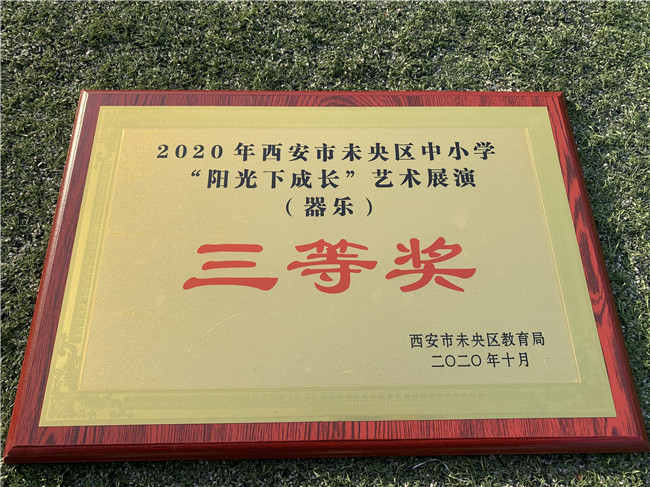 2020年西安市未央区中小学
“阳光下成长”艺术展演
（器乐）
三等奖
西安市未央区教育局
二〇二〇年十月